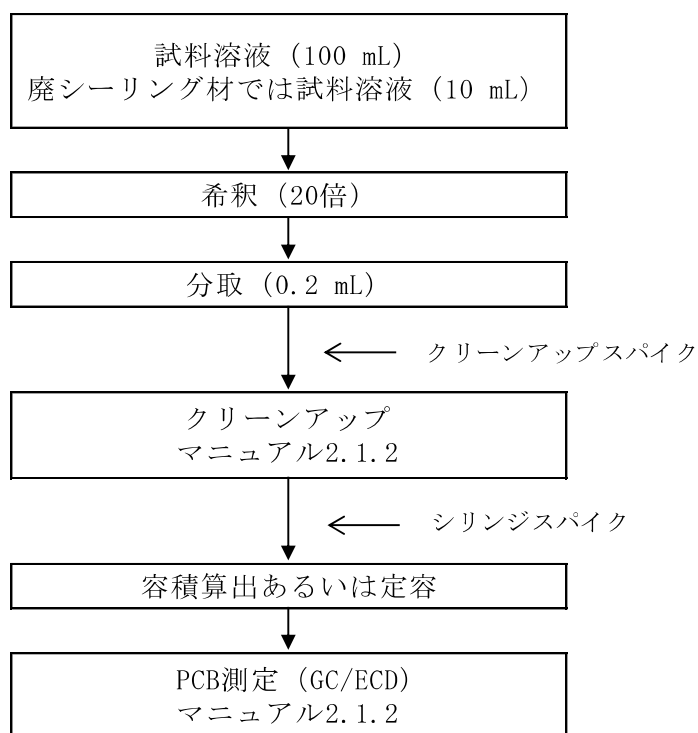 試料溶液（100 mL）
廃シーリング材では試料溶液（10 mL）
希釈（20倍）
分取（0.2 mL）
クリーンアップスパイク
クリーンアップ
マニュアル2.1.2
シリンジスパイク
容積算出あるいは定容
PCB測定（GC/ECD）
マニュアル2.1.2